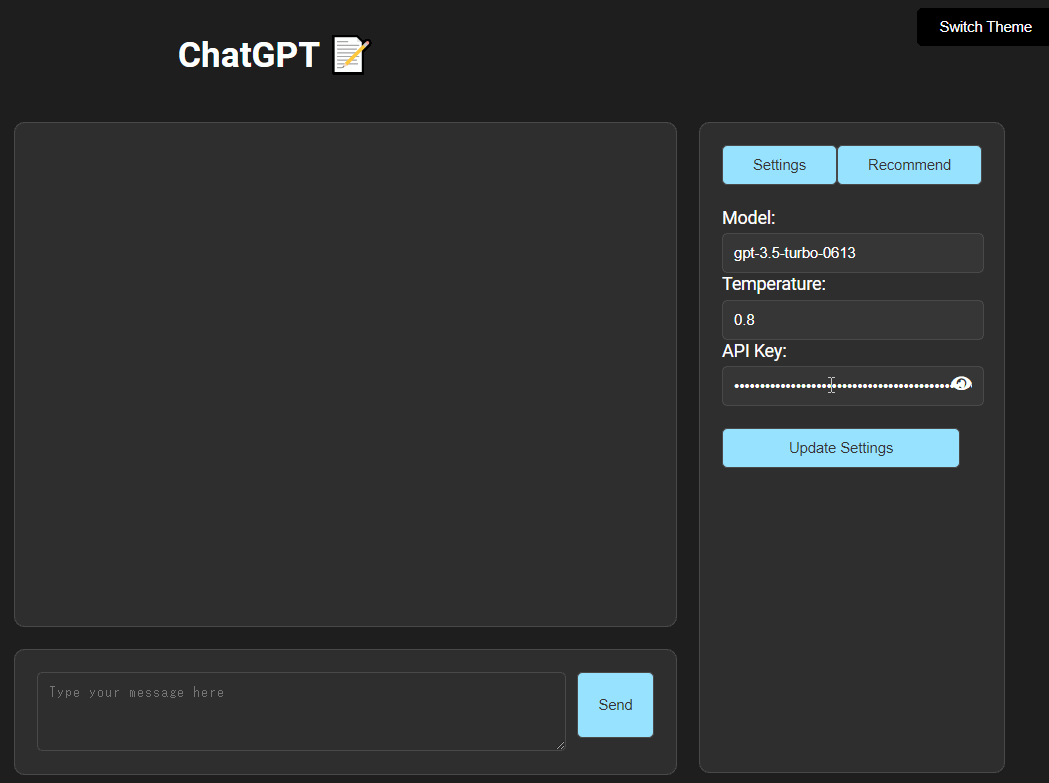 Switch Theme
ChatGPT 📝
Settings
Recommend
Model:
gpt-3.5-turbo-0613
Temperature:
0.8
API Key:
Update Settings
Type your message here
Send